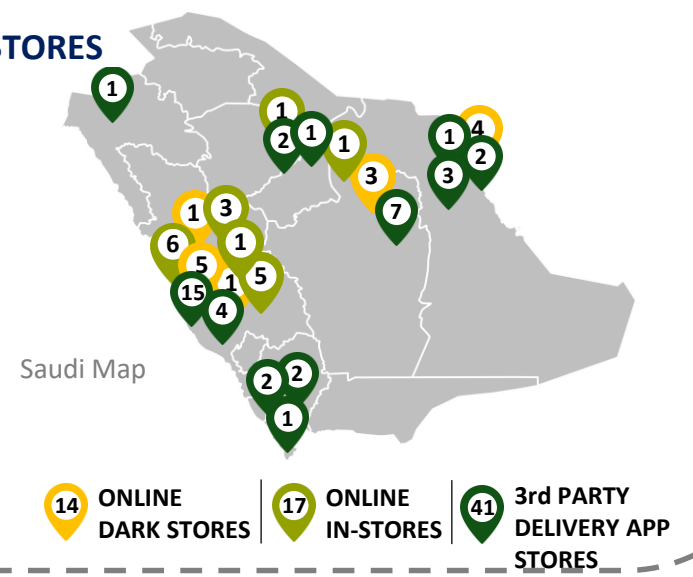 STORES
1
1
2
1
1
4
1
2
3
3
7
1
3
6
1
5
1
5
15
4
2
2
1
Saudi Map
14 ONLINE
DARK STORES
17 ONLINE
IN-STORES
41 3rd PARTY
DELIVERY APP
STORES